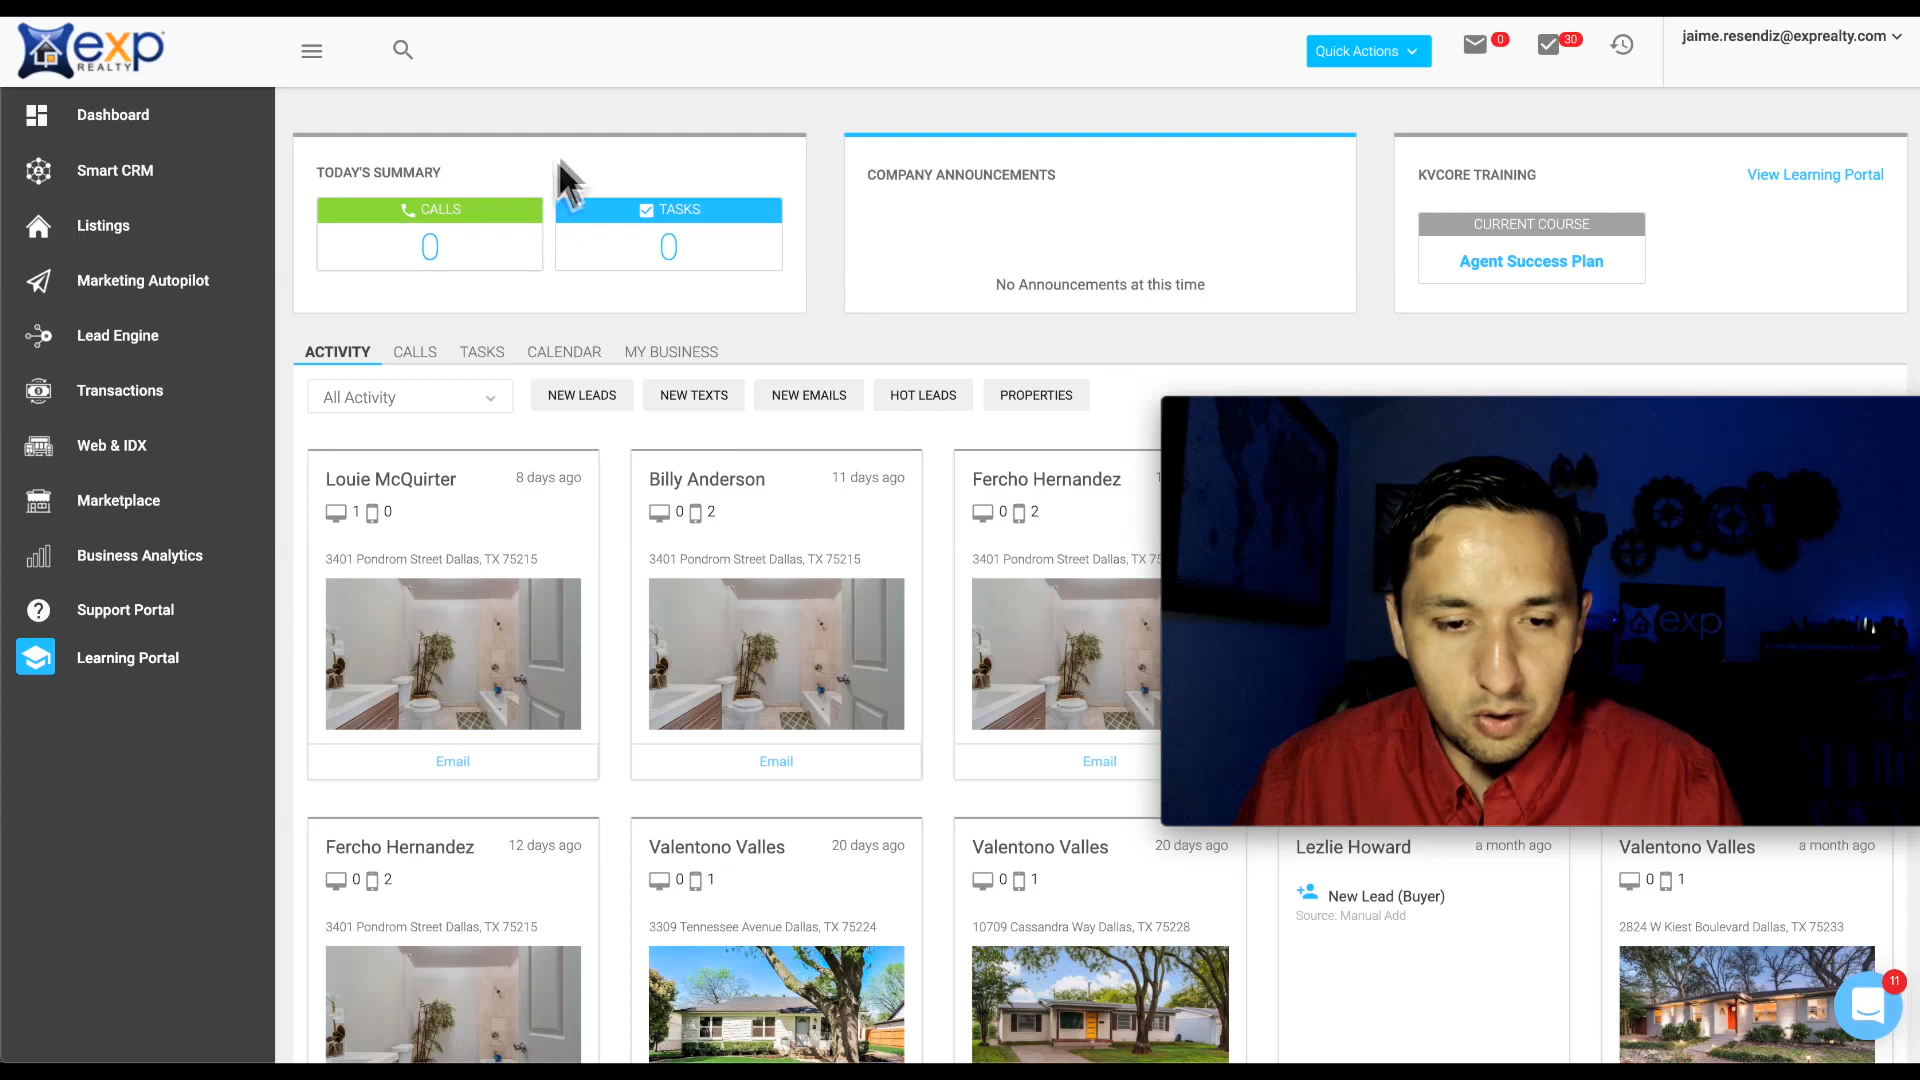 exp
REALTY
Quick Actions
0
30
jaime.resendiz@exprealty.com
Dashboard
Smart CRM
Listings
Marketing Autopilot
Lead Engine
Transactions
Web & IDX
Marketplace
Business Analytics
Support Portal
Learning Portal
TODAY'S SUMMARY
CALLS
0
TASKS
0
COMPANY ANNOUNCEMENTS
No Announcements at this time
KVCORE TRAINING
View Learning Portal
CURRENT COURSE
Agent Success Plan
ACTIVITY CALLS TASKS CALENDAR MY BUSINESS
All Activity NEW LEADS NEW TEXTS NEW EMAILS HOT LEADS PROPERTIES
Louie McQuirter 8 days ago
1 0
3401 Pondrom Street Dallas, TX 75215
Email
Billy Anderson 11 days ago
0 2
3401 Pondrom Street Dallas, TX 75215
Email
Fercho Hernandez
0 2
3401 Pondrom Street Dallas, TX
Email
exp
Fercho Hernandez 12 days ago
0 2
3401 Pondrom Street Dallas, TX 75215
Valentono Valles 20 days ago
0 1
3309 Tennessee Avenue Dallas, TX 75224
Valentono Valles 20 days ago
0 1
10709 Cassandra Way Dallas, TX 75228
Lezlie Howard a month ago
New Lead (Buyer)
Source: Manual Add
Valentono Valles a month ago
0 1
2824 W Kiest Boulevard Dallas, TX 75233
11